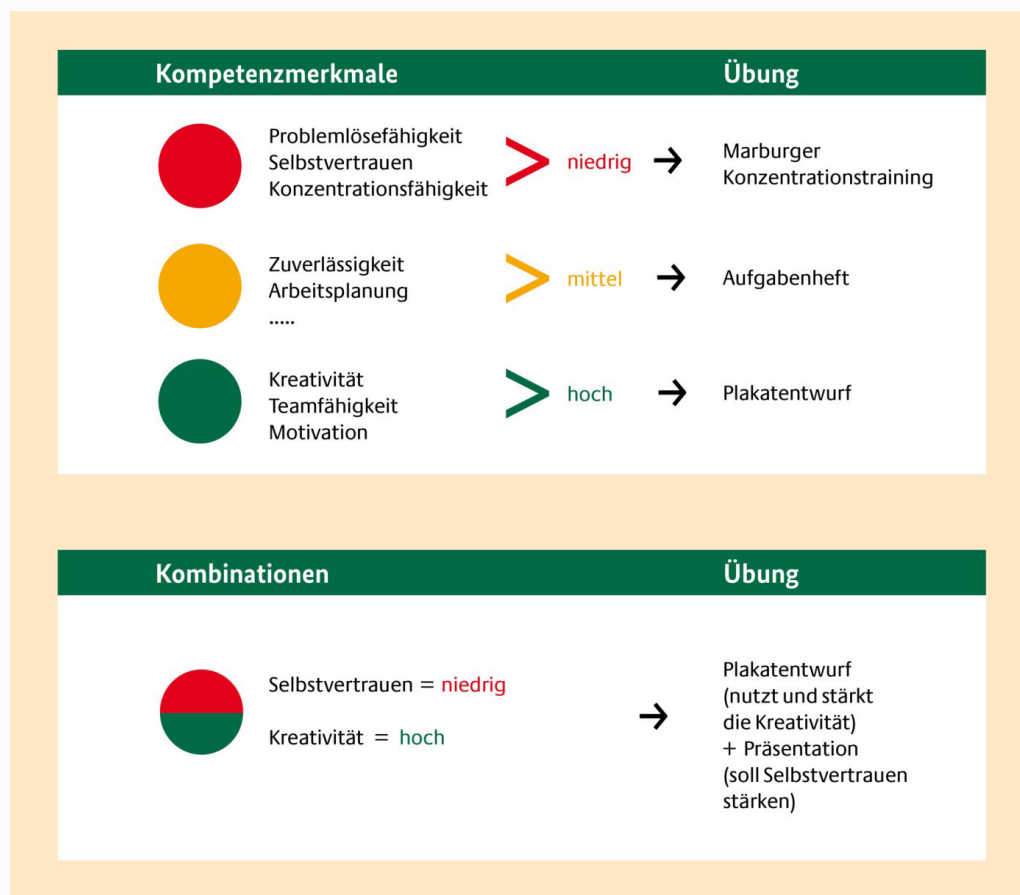 Kompetenzmerkmale Übung
Problemlösefähigkeit
Selbstvertrauen
Konzentrationsfähigkeit
> niedrig → Marburger
Konzentrationstraining
Zuverlässigkeit
Arbeitsplanung
.....
> mittel → Aufgabenheft
Kreativität
Teamfähigkeit
Motivation
> hoch → Plakatentwurf
Kombinationen Übung
Selbstvertrauen = niedrig
Kreativität = hoch
→
Plakatentwurf
(nutzt und stärkt
die Kreativität)
+ Präsentation
(soll Selbstvertrauen
stärken)